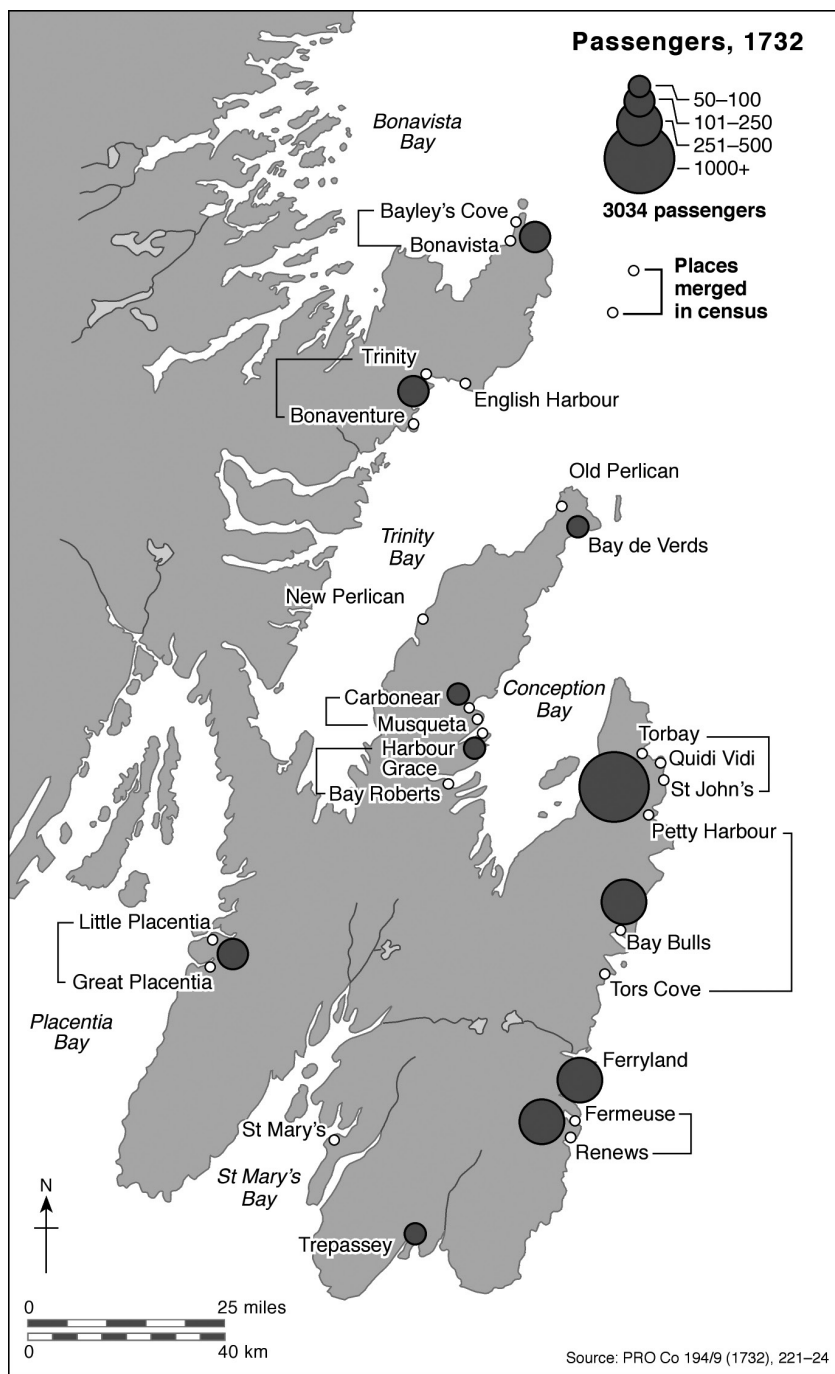 Passengers, 1732
50–100
101–250
251–500
1000+
3034 passengers
Places
merged
in census
Bonavista
Bay
Bayley's Cove
Bonavista
Trinity
English Harbour
Bonaventure
Old Perlican
Trinity
Bay
Bay de Verds
New Perlican
Carbonear
Conception
Bay
Musqueta
Harbour
Grace
Bay Roberts
Torbay
Quidi Vidi
St John's
Petty Harbour
Little Placentia
Bay Bulls
Great Placentia
Tors Cove
Placentia
Bay
Ferryland
Fermeuse
St Mary's
Renews
St Mary's
Bay
N
Trepassey
0 25 miles
0 40 km
Source: PRO Co 194/9 (1732), 221–24